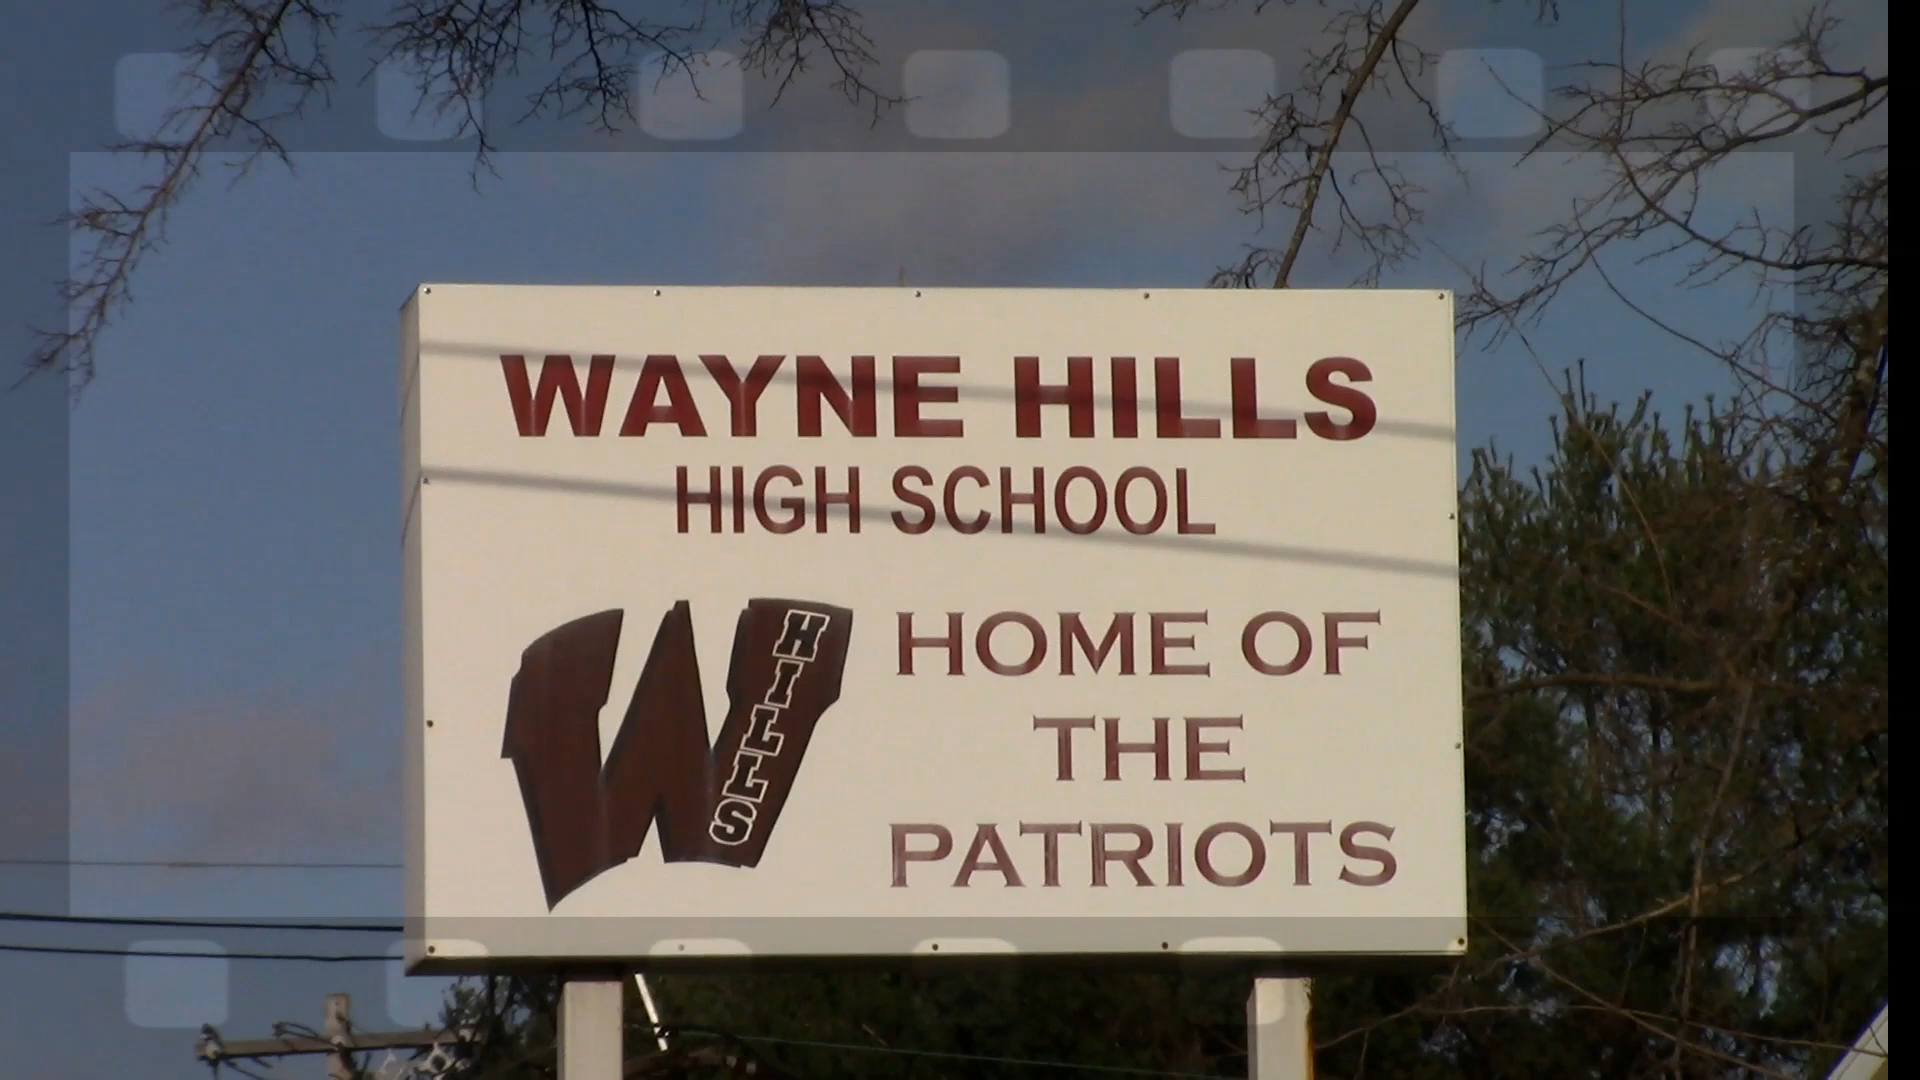 WAYNE HILLS
HIGH SCHOOL
W HILLS
HOME OF
THE
PATRIOTS